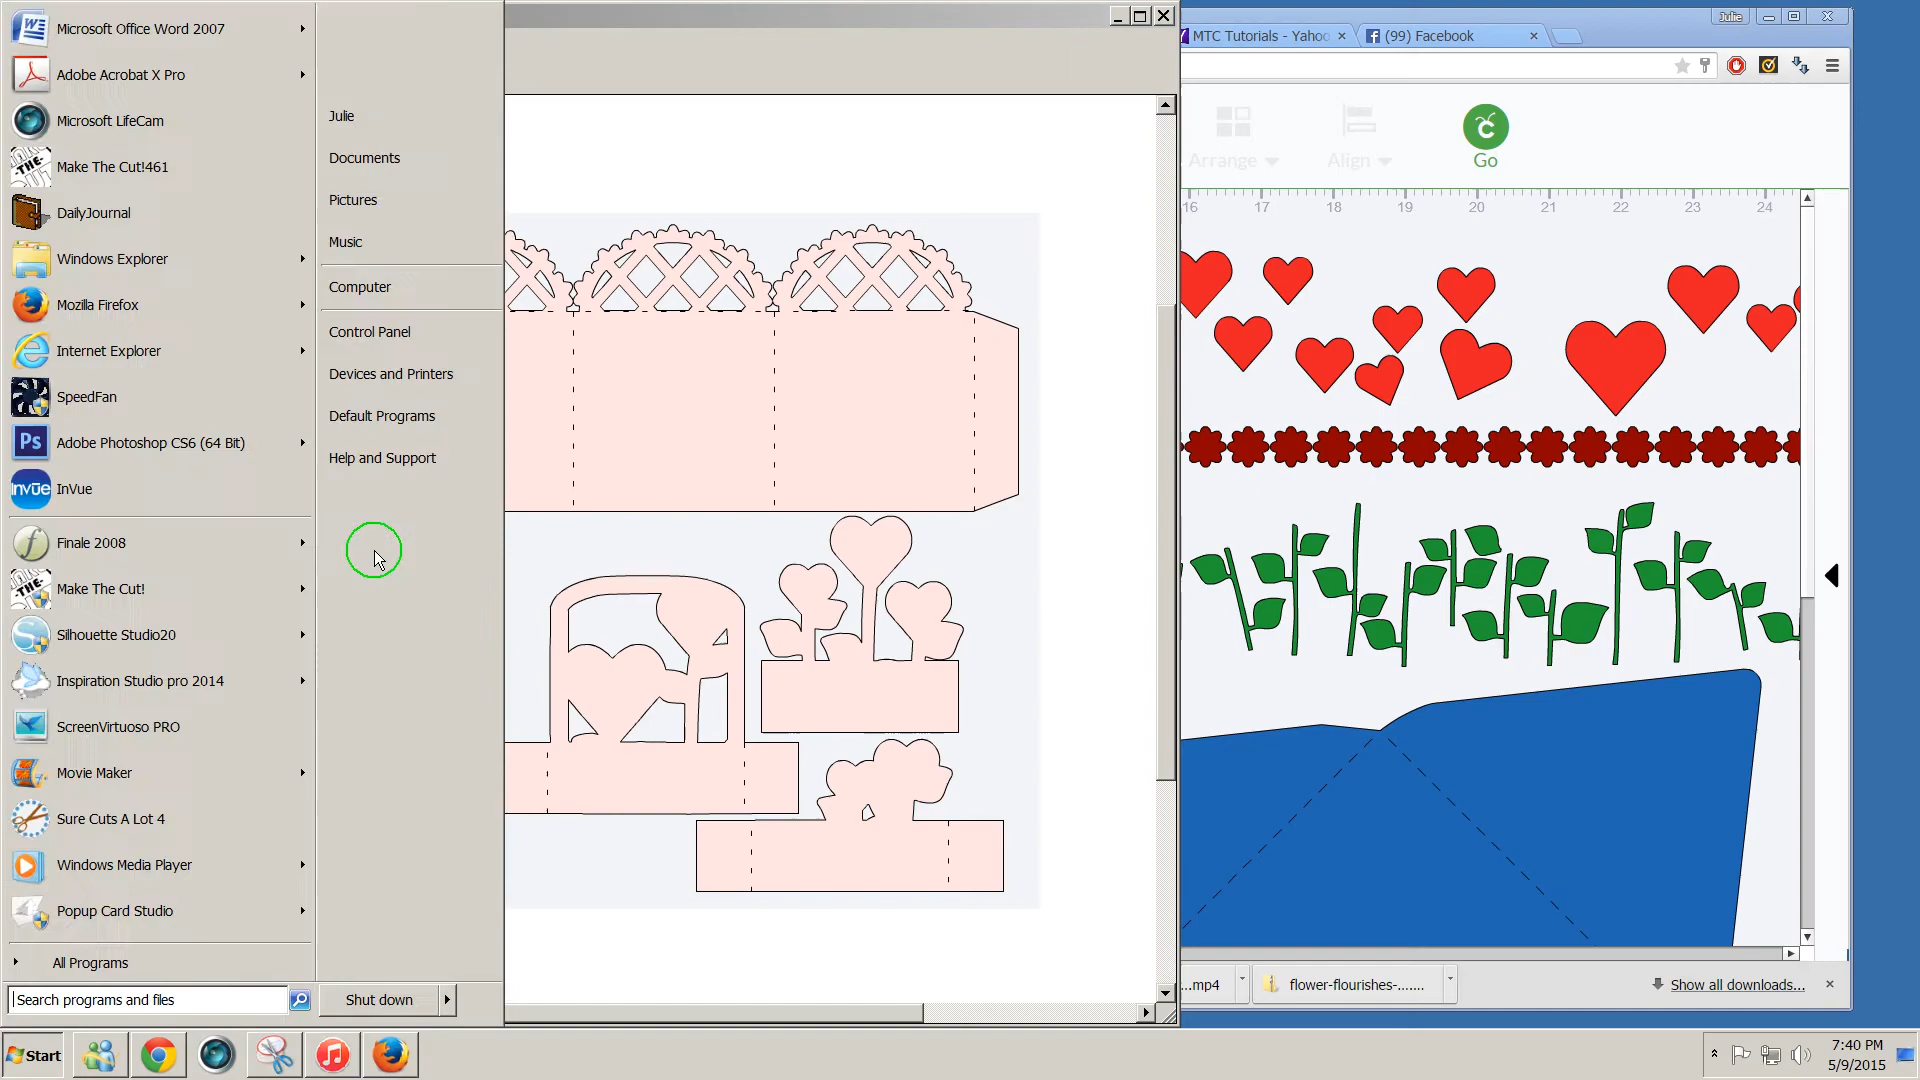 Microsoft Office Word 2007
Adobe Acrobat X Pro
Microsoft LifeCam
Make The Cut!461
DailyJournal
Windows Explorer
Mozilla Firefox
Internet Explorer
SpeedFan
Ps
Adobe Photoshop CS6 (64 Bit)
INVUE
InVue
Finale 2008
Make The Cut!
Silhouette Studio20
Inspiration Studio pro 2014
ScreenVirtuoso PRO
Movie Maker
Sure Cuts A Lot 4
Windows Media Player
Popup Card Studio
All Programs
Search programs and files
Julie
Documents
Pictures
Music
Computer
Control Panel
Devices and Printers
Default Programs
Help and Support
Shut down
Julie
MTC Tutorials - Yahoo
(99) Facebook
Arrange
Align
Go
16 17 18 19 20 21 22 23 24
...mp4
flower-flourishes-......
Show all downloads...
Start
7:40 PM
5/9/2015